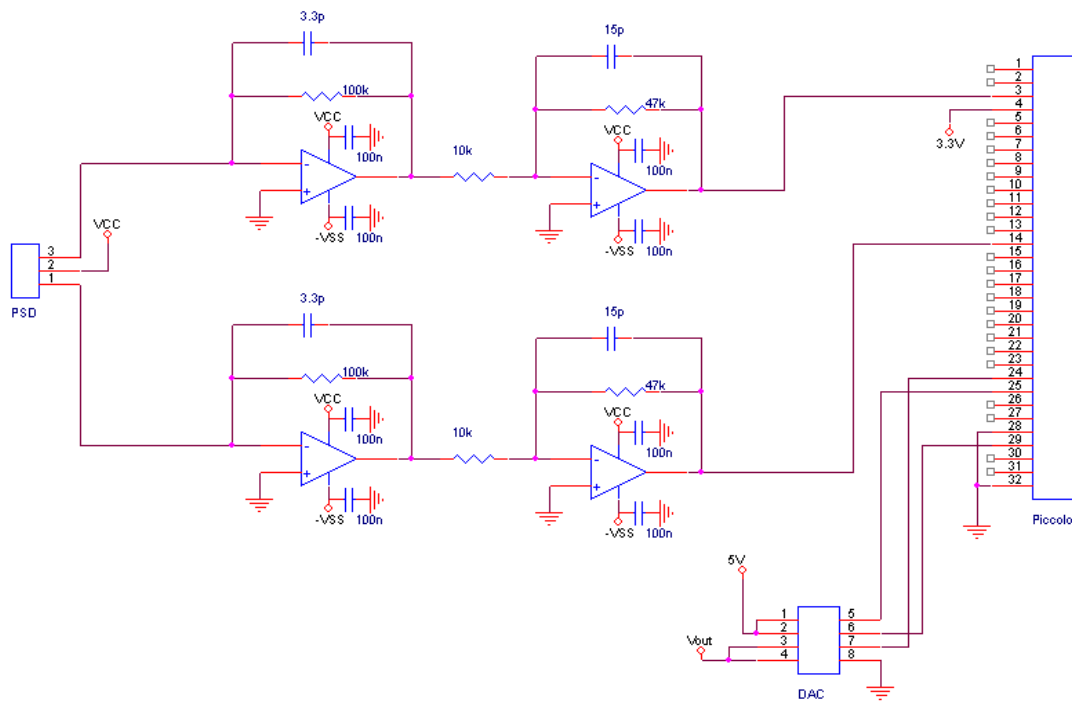 3.3p
100k
VCC
100n
-VSS
100n
10k
15p
47k
VCC
100n
-VSS
100n
VCC
3
2
1
PSD
3.3p
100k
VCC
100n
-VSS
100n
10k
15p
47k
VCC
100n
-VSS
100n
3.3V
1
2
3
4
5
6
7
8
9
10
11
12
13
14
15
16
17
18
19
20
21
22
23
24
25
26
27
28
29
30
31
32
Piccolo
5V
Vout
1
2
3
4
5
6
7
8
DAC